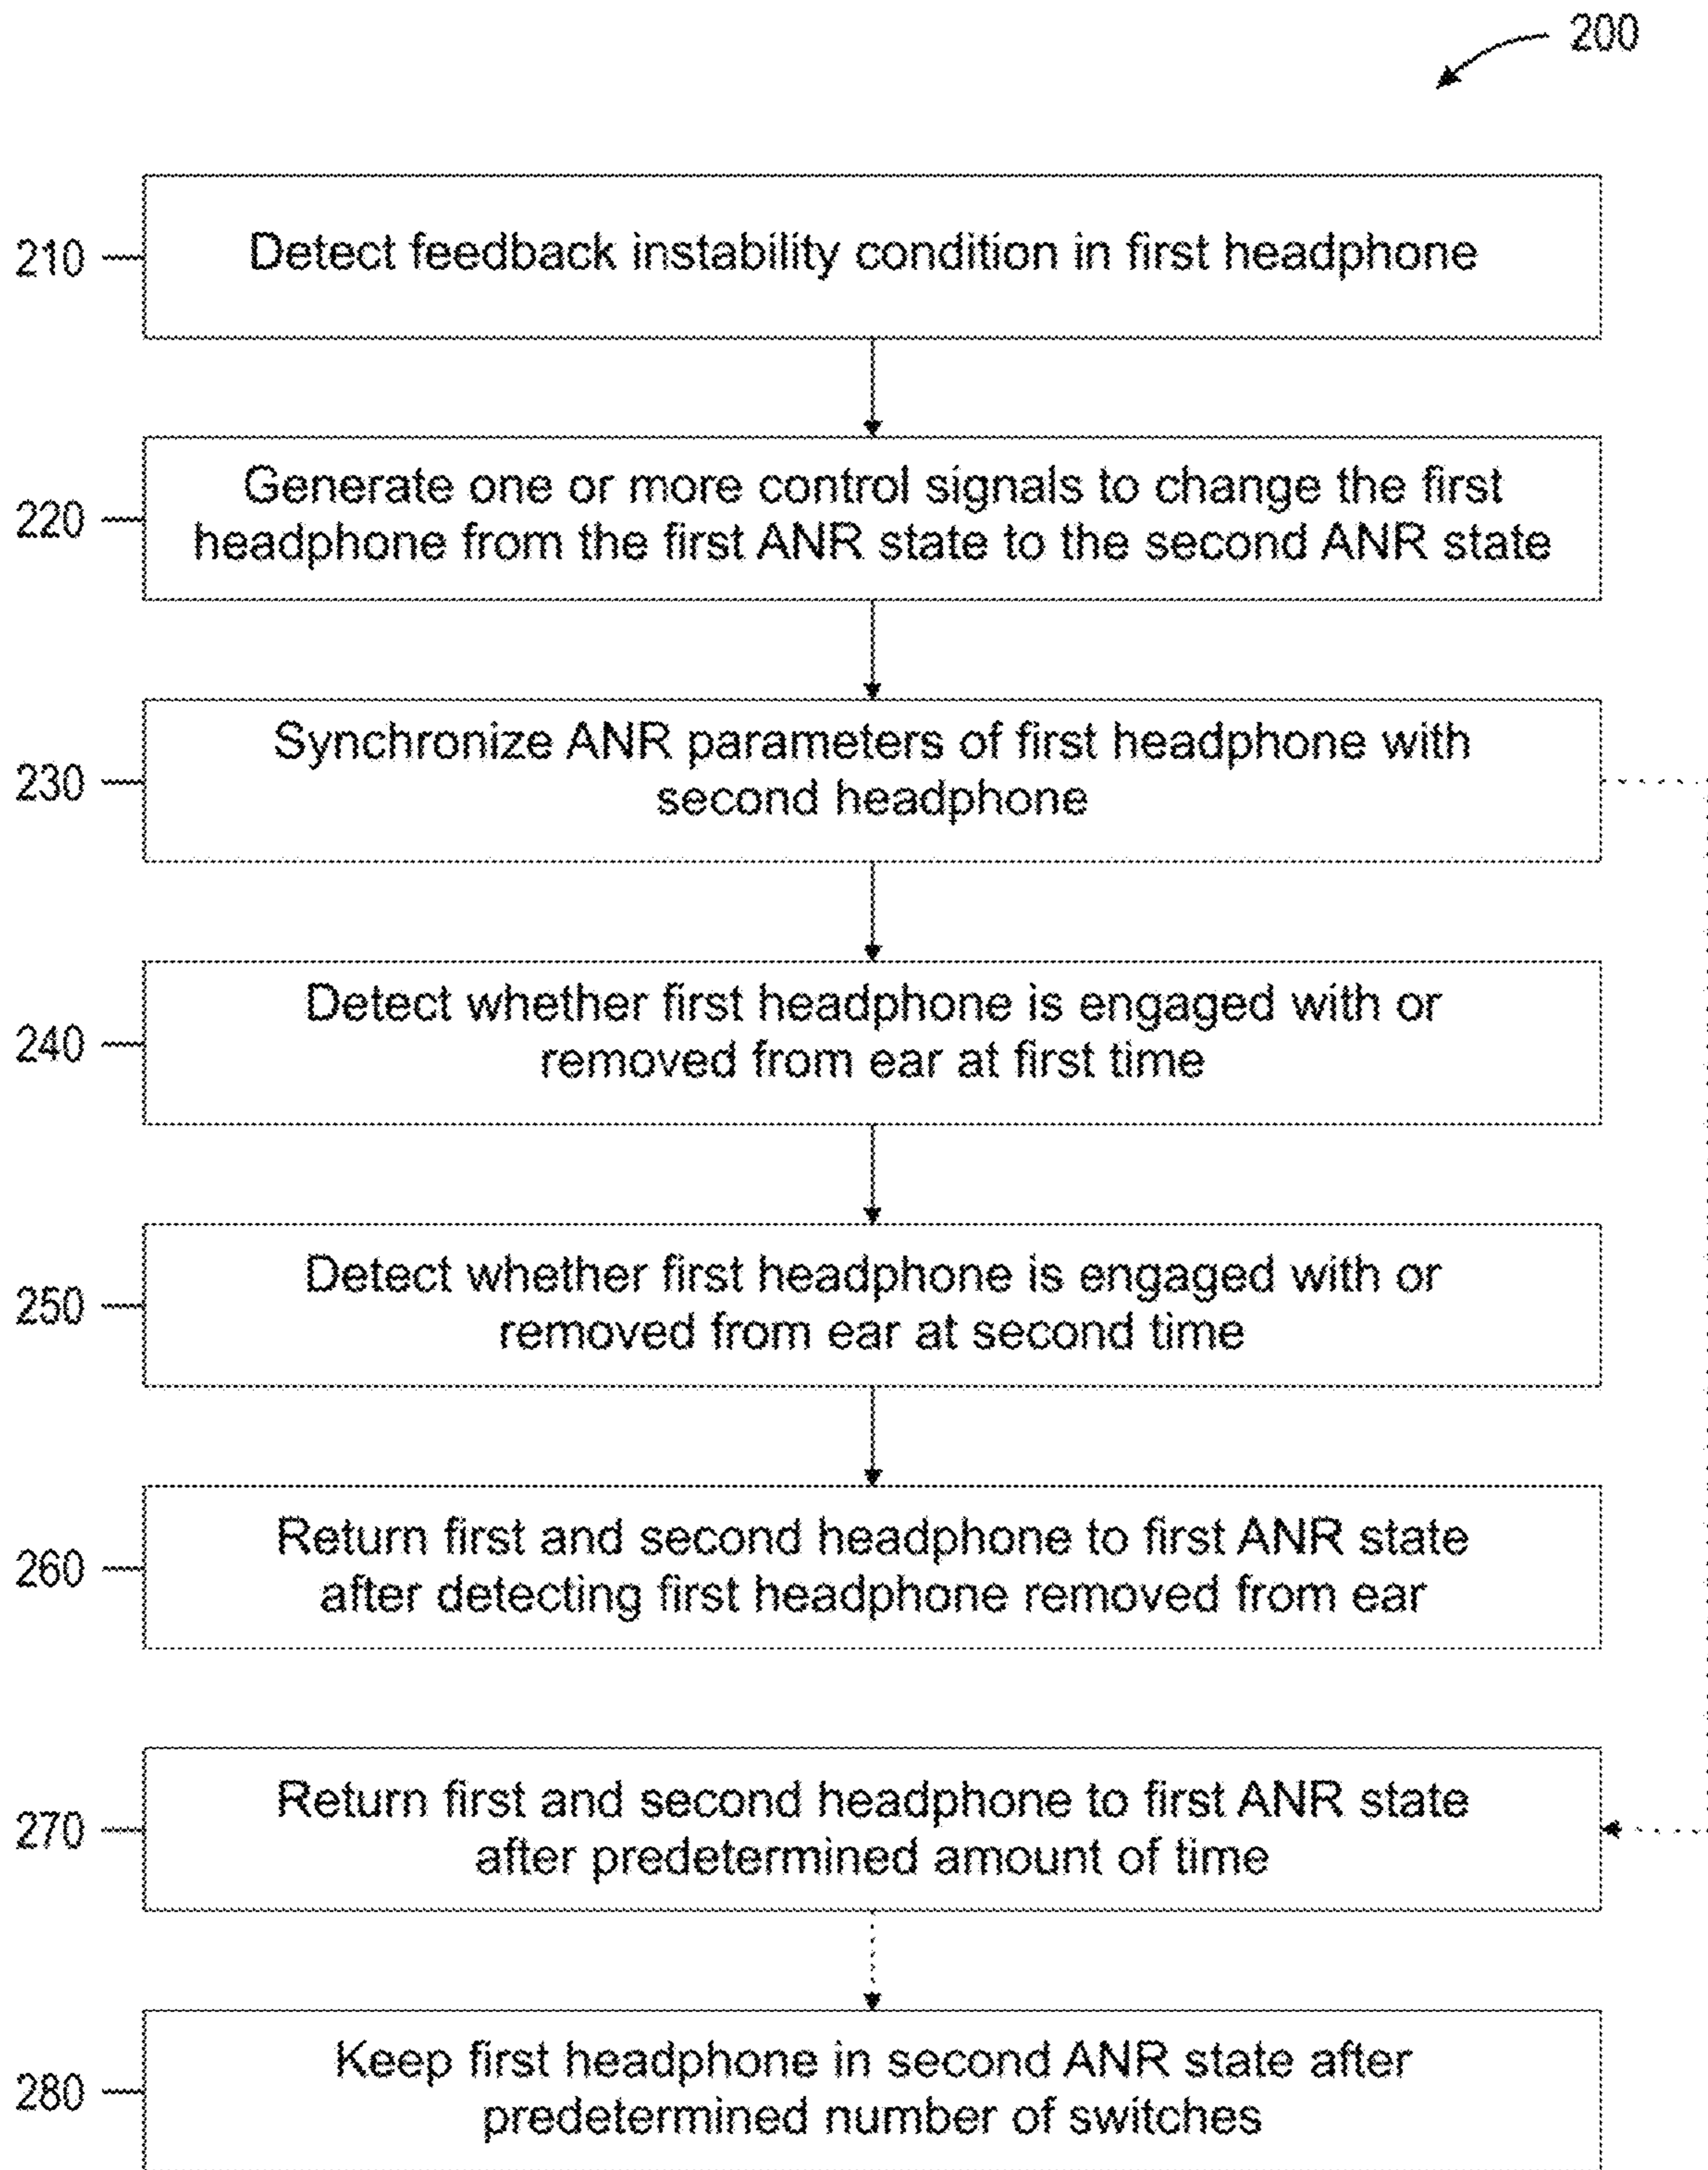 200
210
Detect feedback instability condition in first headphone
220
Generate one or more control signals to change the first
headphone from the first ANR state to the second ANR state
230
Synchronize ANR parameters of first headphone with
second headphone
240
Detect whether first headphone is engaged with or
removed from ear at first time
250
Detect whether first headphone is engaged with or
removed from ear at second time
260
Return first and second headphone to first ANR state
after detecting first headphone removed from ear
270
Return first and second headphone to first ANR state
after predetermined amount of time
280
Keep first headphone in second ANR state after
predetermined number of switches